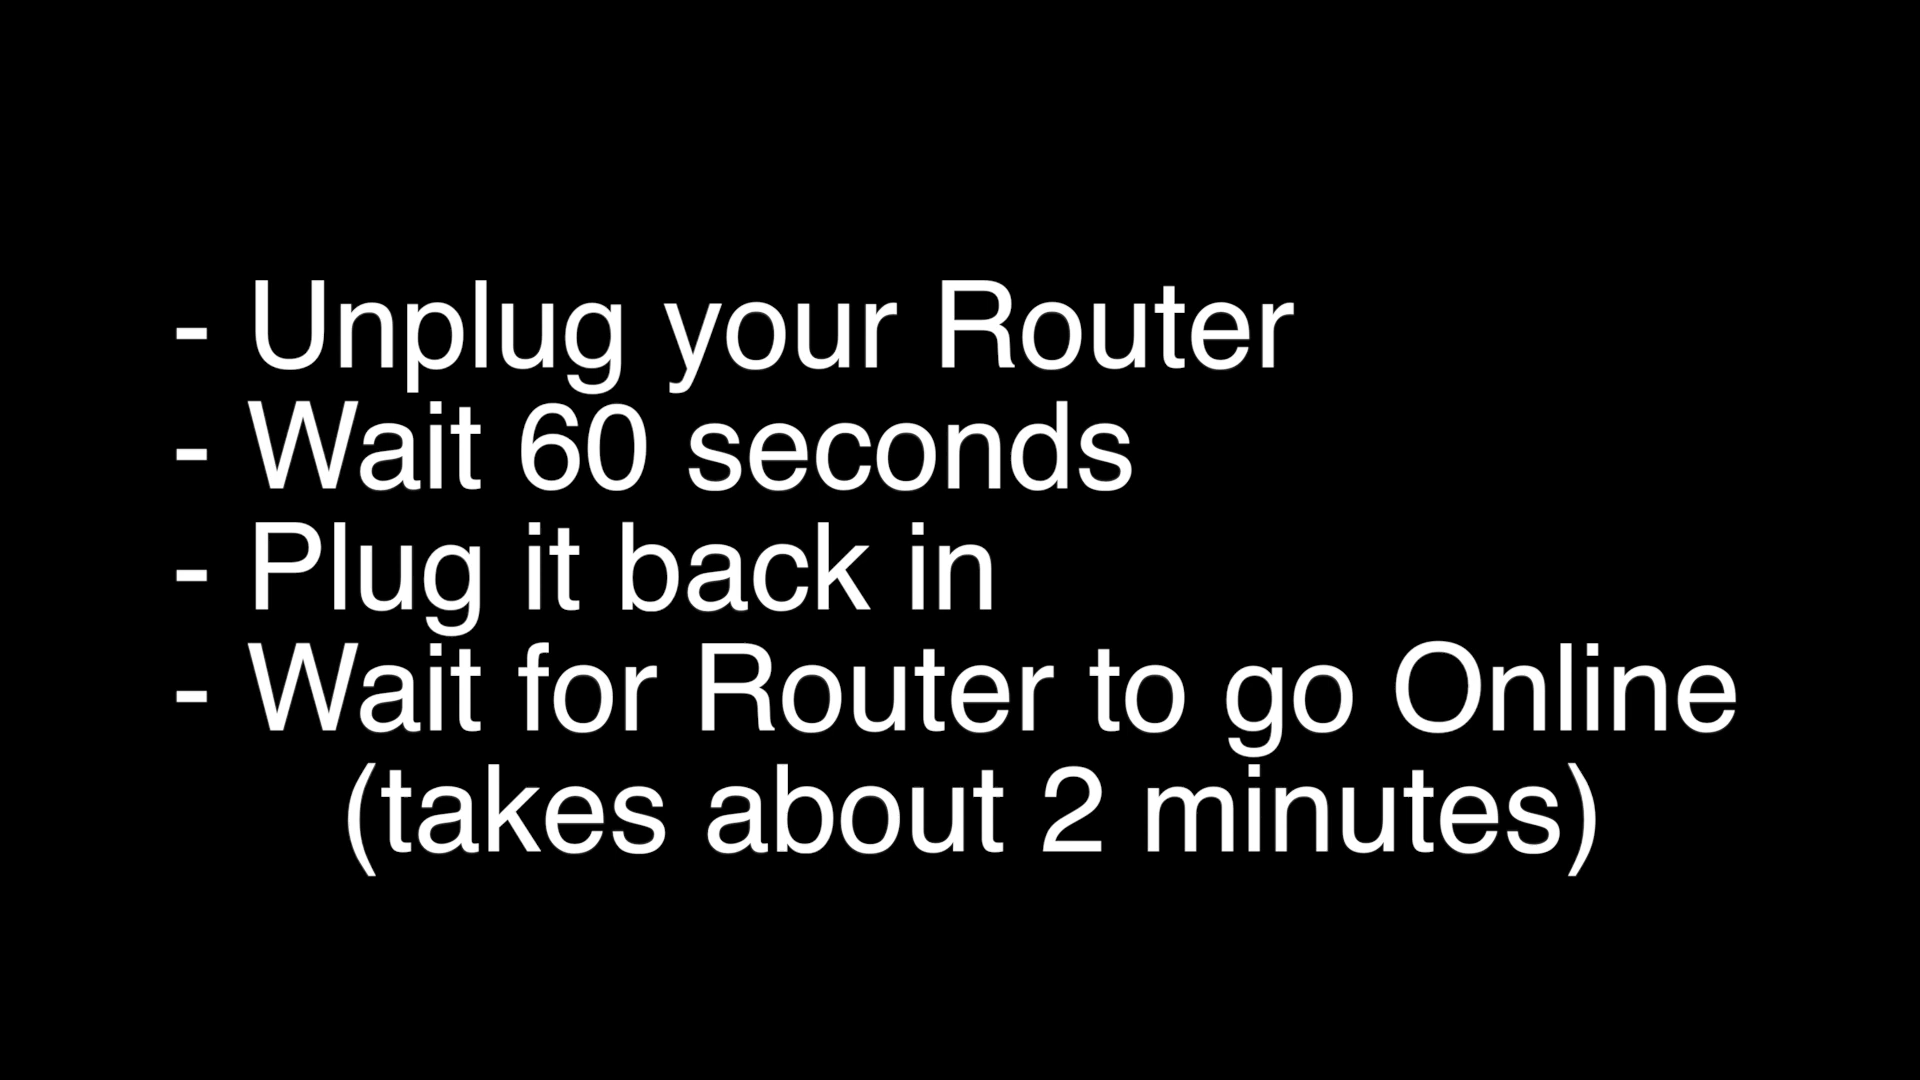 - Unplug your Router
- Wait 60 seconds
- Plug it back in
- Wait for Router to go Online
(takes about 2 minutes)